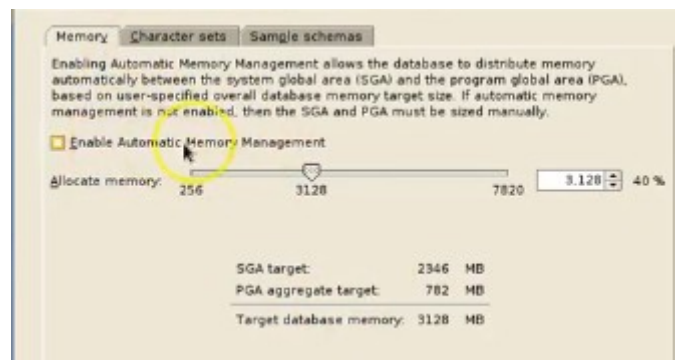 Memory Character sets Sample schemas
Enabling Automatic Memory Management allows the database to distribute memory
automatically between the system global area (SGA) and the program global area (PGA),
based on user-specified overall database memory target size. If automatic memory
management is not enabled, then the SGA and PGA must be sized manually.
Enable Automatic Memory Management
Allocate memory: 256 3128 7820 3.128 40 %
SGA target: 2346 MB
PGA aggregate target: 782 MB
Target database memory: 3128 MB